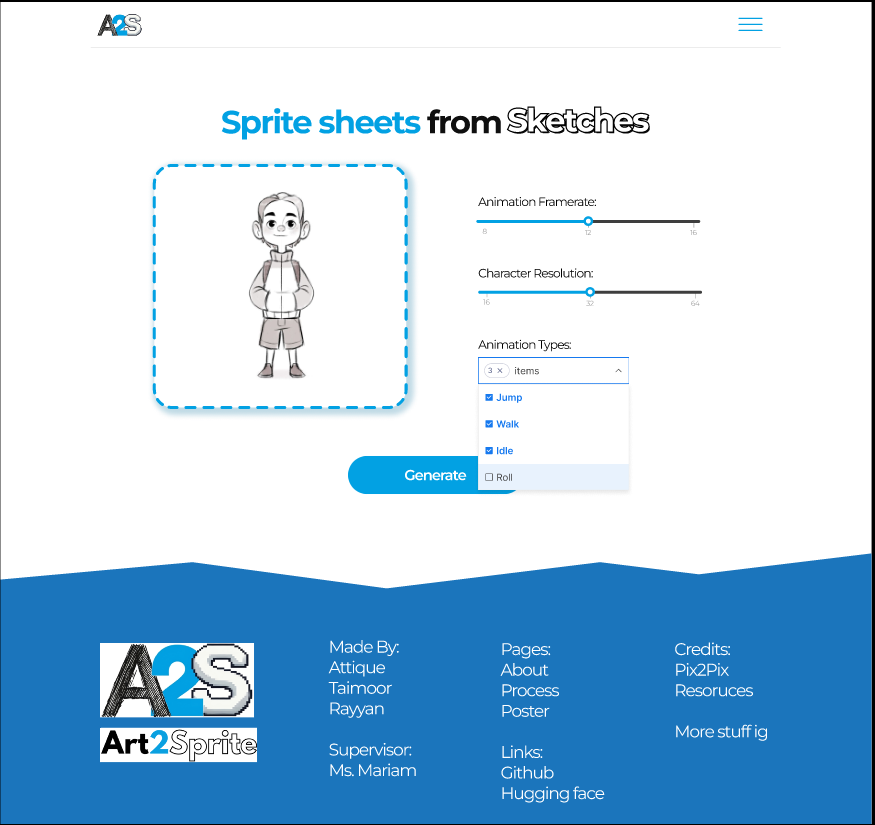 A2S
Sprite sheets from Sketches
Animation Framerate:
8 12 16
Character Resolution:
16 32 64
Animation Types:
3 × items
Jump
Walk
Idle
Roll
Generate
A2S
Art2Sprite
Made By:
Attique
Taimoor
Rayyan
Supervisor:
Ms. Mariam
Pages:
About
Process
Poster
Links:
Github
Hugging face
Credits:
Pix2Pix
Resoruces
More stuff ig